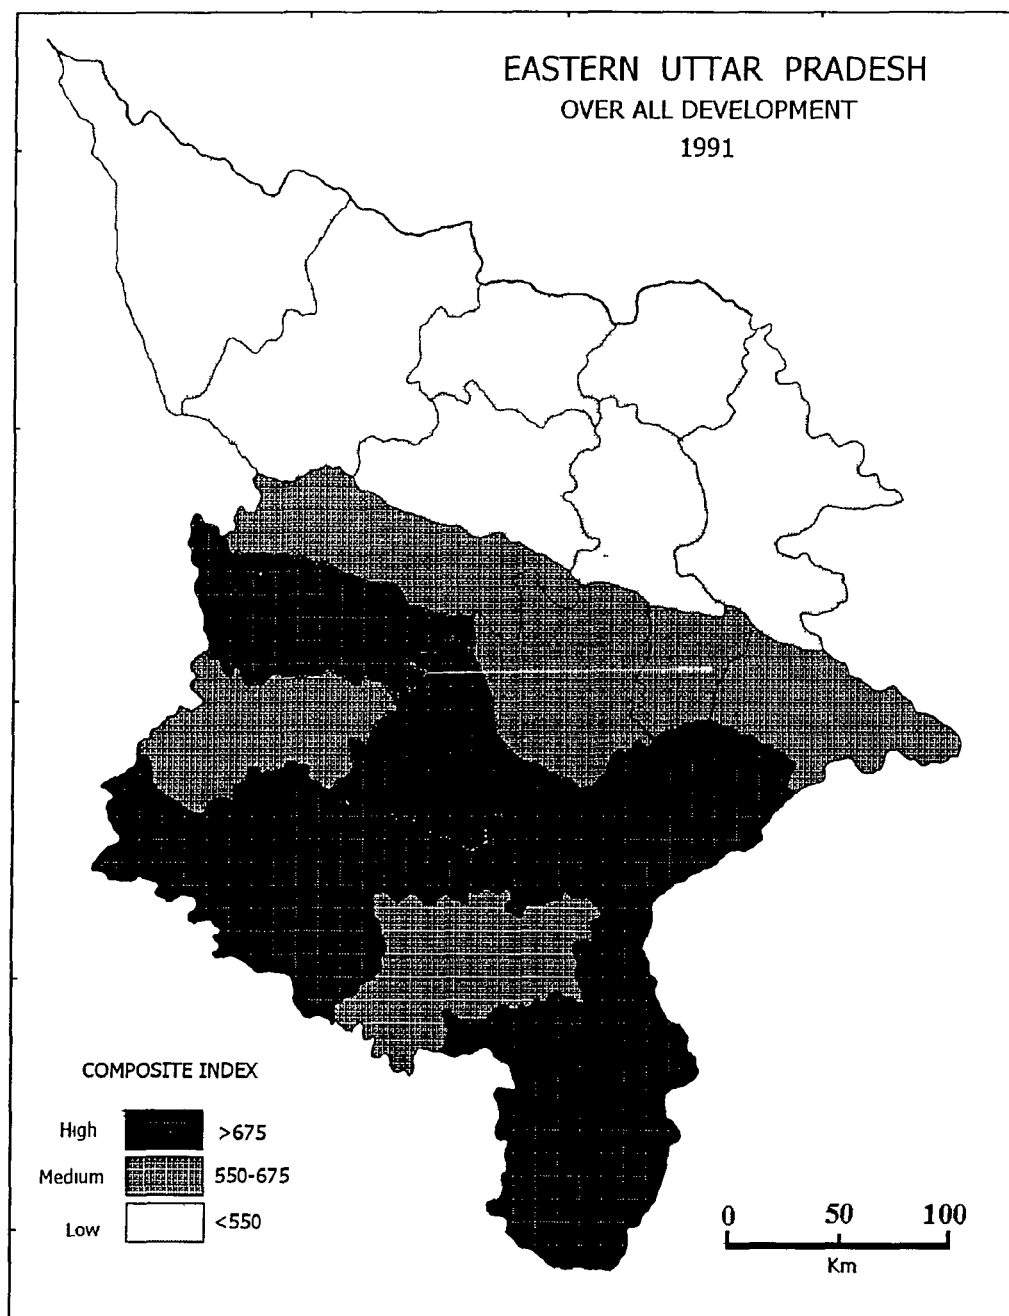 EASTERN UTTAR PRADESH
OVER ALL DEVELOPMENT
1991
COMPOSITE INDEX
High >675
Medium 550-675
Low <550
0 50 100
Km